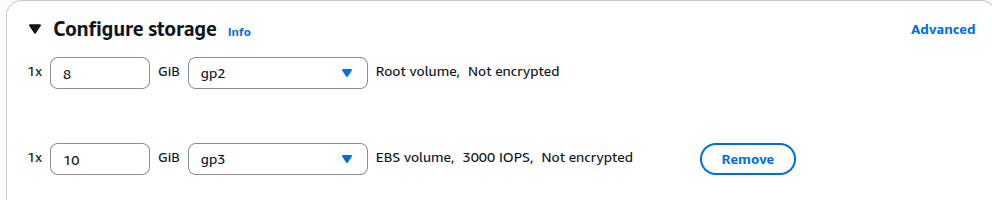 Configure storage Info Advanced
1x 8 GiB gp2 Root volume, Not encrypted
1x 10 GiB gp3 EBS volume, 3000 IOPS, Not encrypted Remove